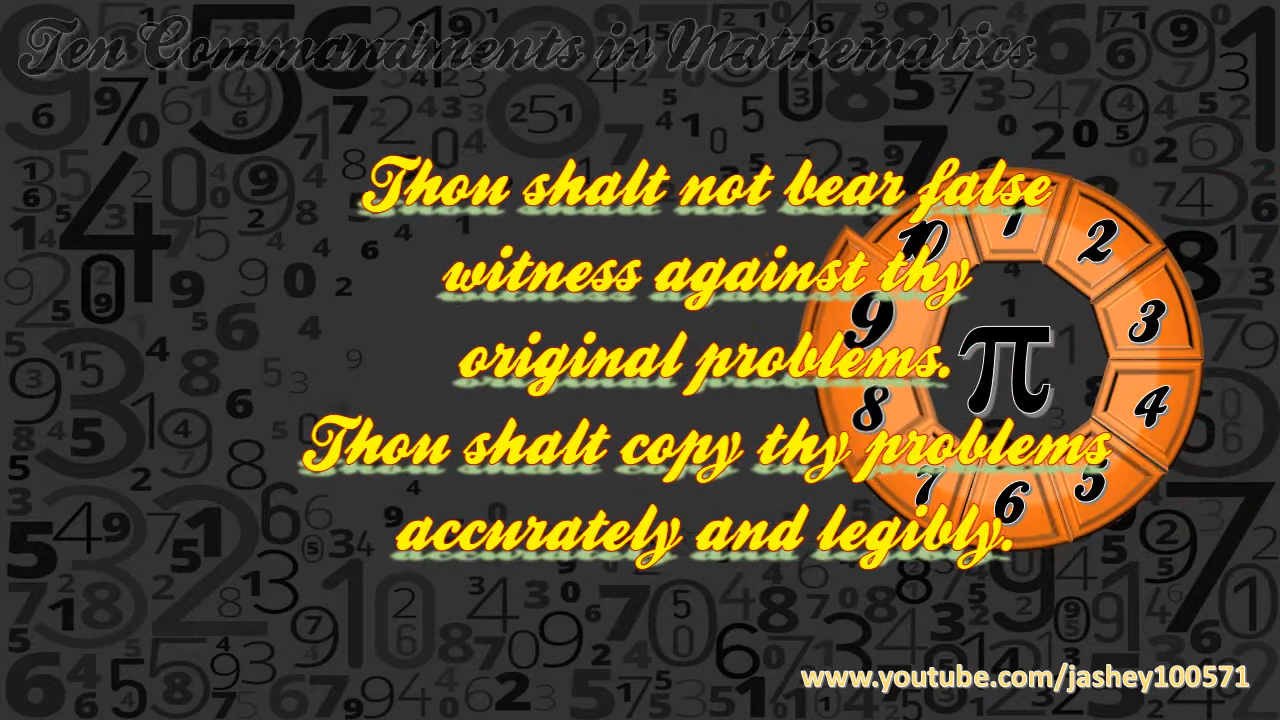 Ten Commandments in Mathematics
Thou shalt not bear false
witness against thy
original problems.
Thou shalt copy thy problems
accurately and legibly.
10
1
2
9
3
π
8
4
7
6
5
www.youtube.com/jashey100571